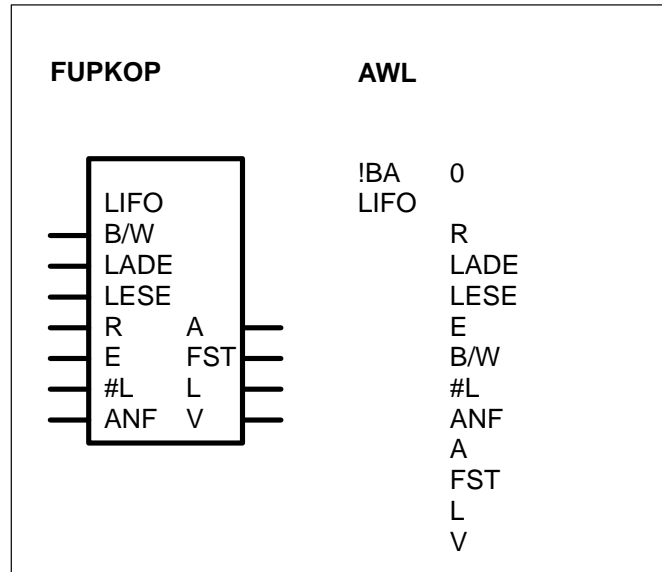 FUPKOP
AWL
LIFO
B/W
LADE
LESE
R A
E FST
#L L
ANF V
!BA 0
LIFO
R
LADE
LESE
E
B/W
#L
ANF
A
FST
L
V